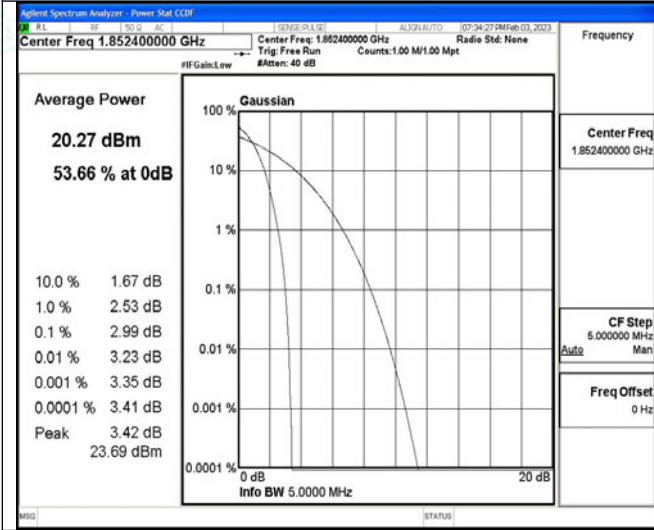 Agilent Spectrum Analyzer - Power Stat CCDF
RL RF 50 Ω AC SENSE:PULSE ALIGN AUTO 07:34:27 PM Feb 03, 2023
Center Freq 1.852400000 GHz
Center Freq: 1.852400000 GHz Radio Std: None
Trig: Free Run Counts:1.00 M/1.00 Mpt
#IFGain:Low #Atten: 40 dB
Frequency
Average Power
20.27 dBm
53.66 % at 0dB
10.0 % 1.67 dB
1.0 % 2.53 dB
0.1 % 2.99 dB
0.01 % 3.23 dB
0.001 % 3.35 dB
0.0001 % 3.41 dB
Peak 3.42 dB
23.69 dBm
Gaussian
100 %
10 %
1 %
0.1 %
0.01 %
0.001 %
0.0001 %
0 dB 20 dB
Info BW 5.0000 MHz
Center Freq
1.852400000 GHz
CF Step
5.000000 MHz
Auto Man
Freq Offset
0 Hz
MSG STATUS